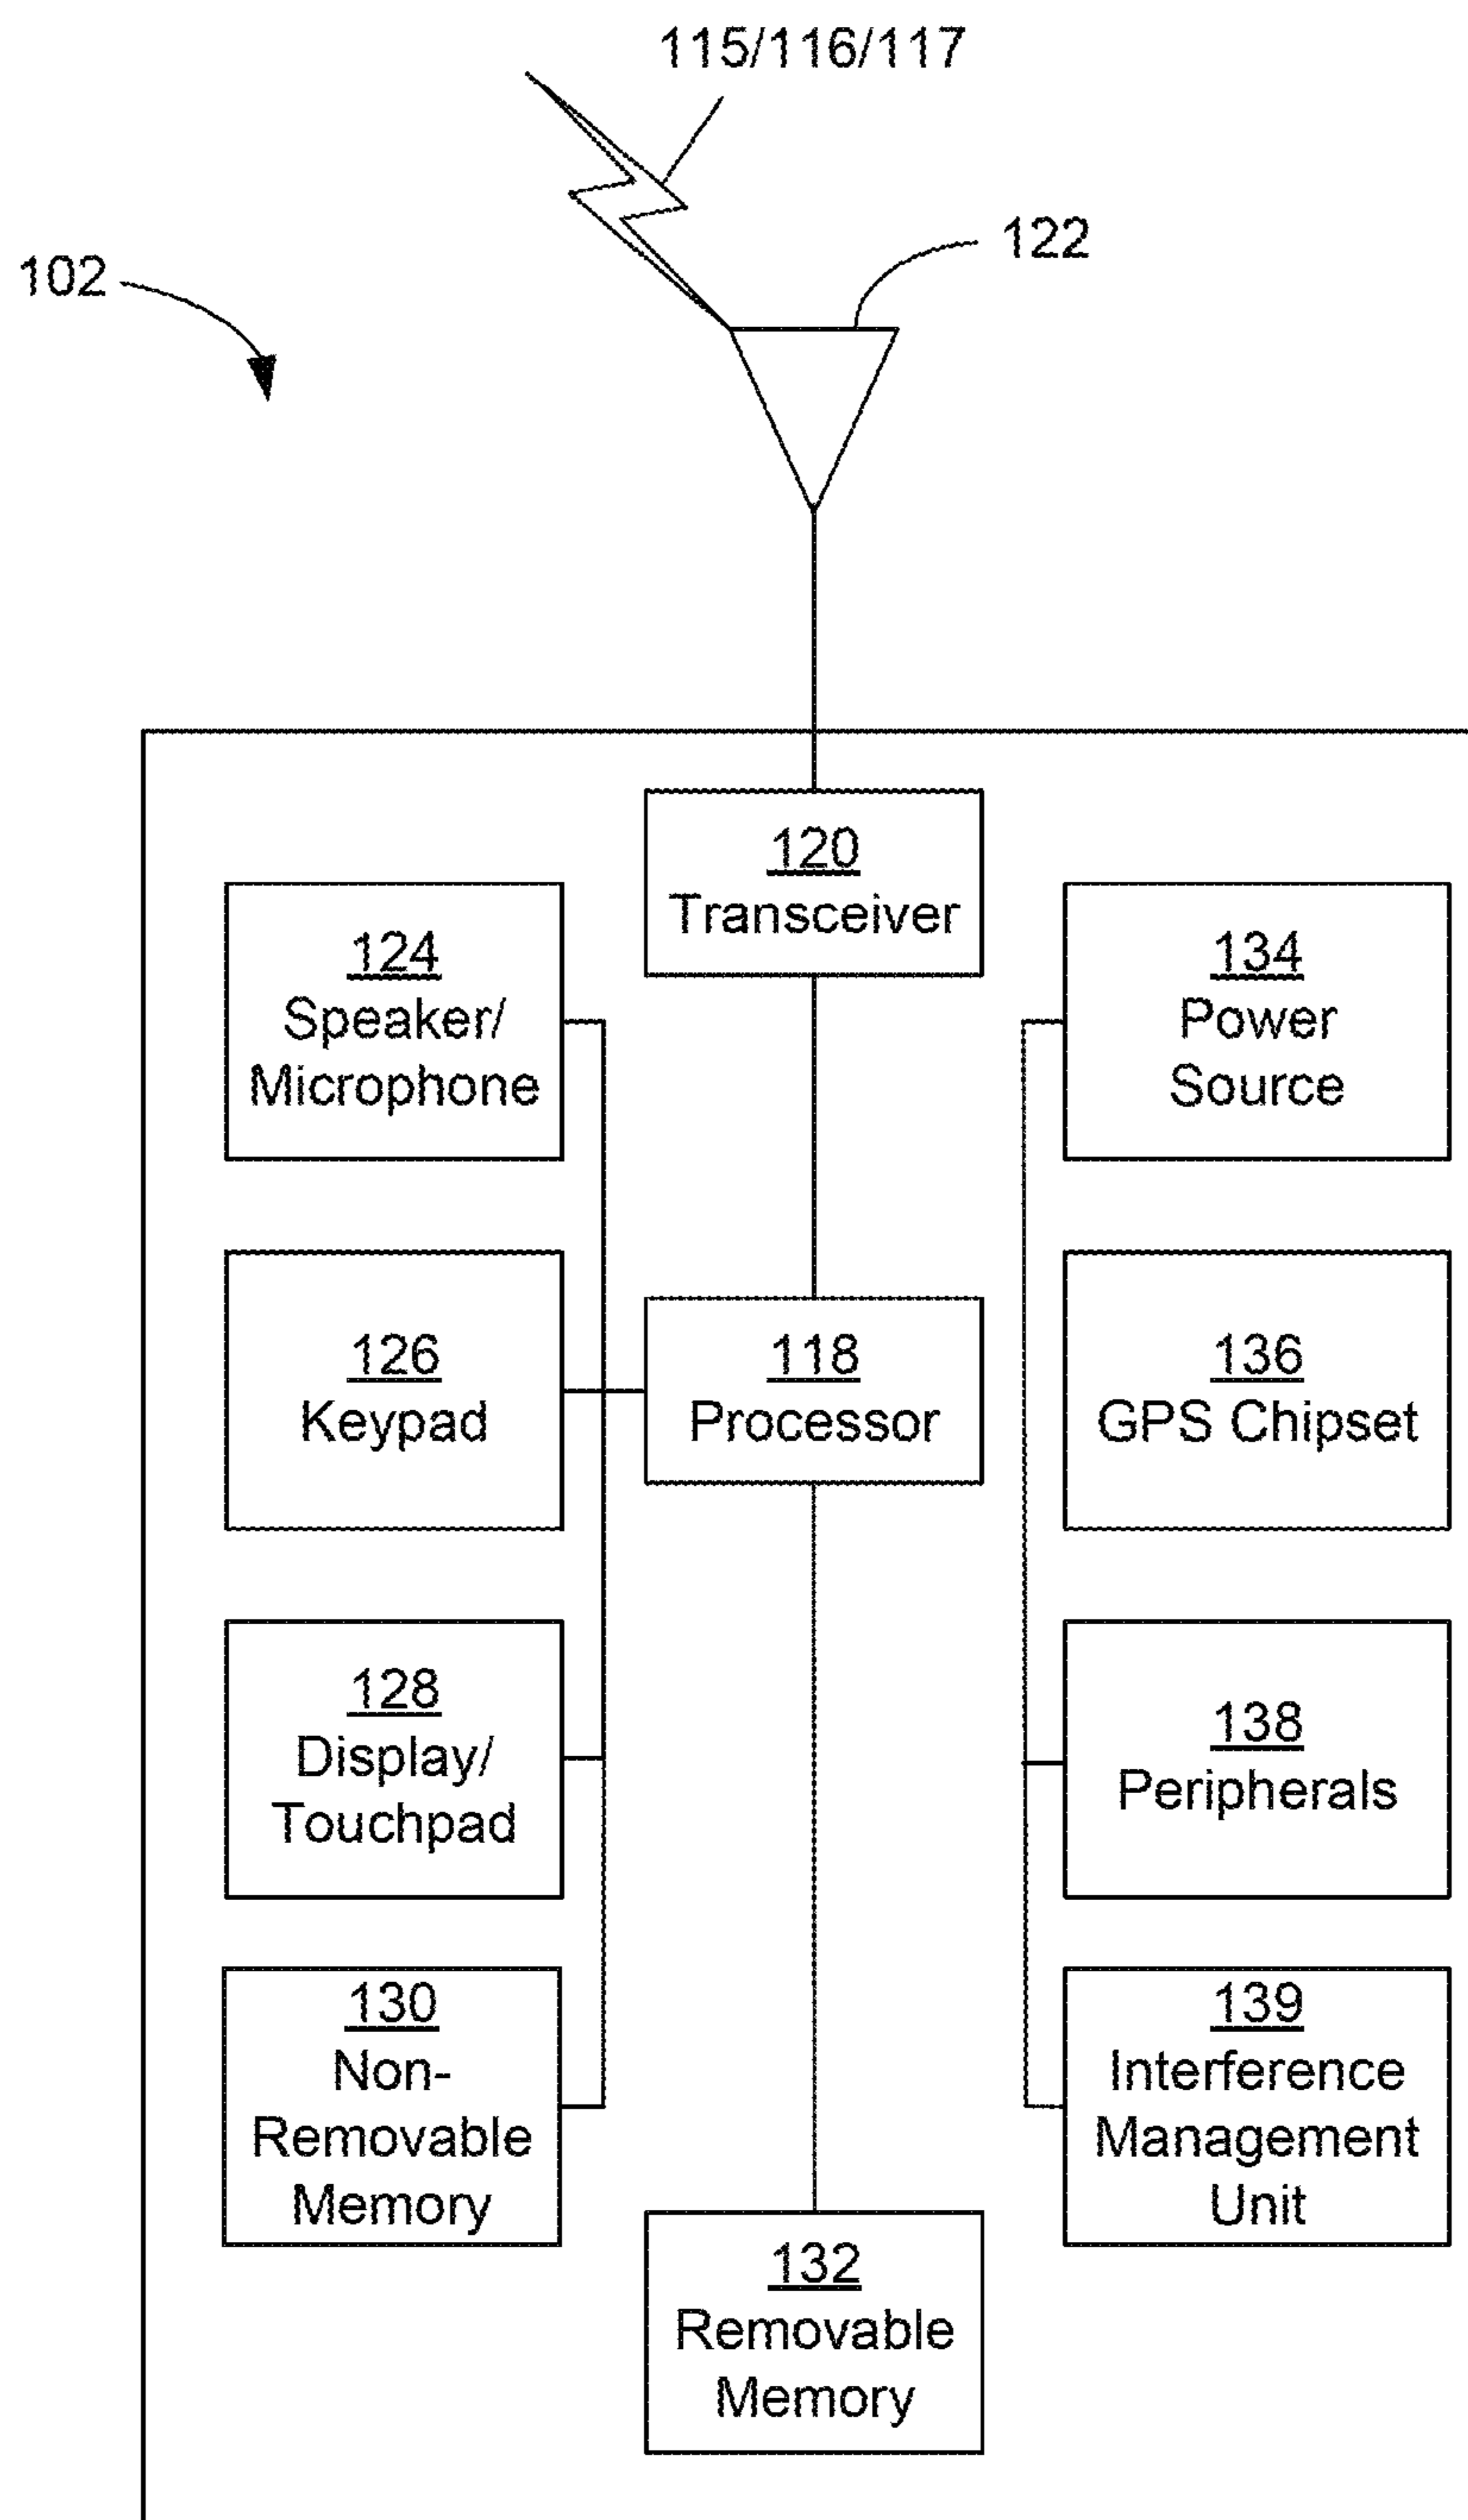 115/116/117
122
102
120
Transceiver
124
Speaker/
Microphone
134
Power
Source
126
Keypad
118
Processor
136
GPS Chipset
128
Display/
Touchpad
138
Peripherals
130
Non-
Removable
Memory
139
Interference
Management
Unit
132
Removable
Memory